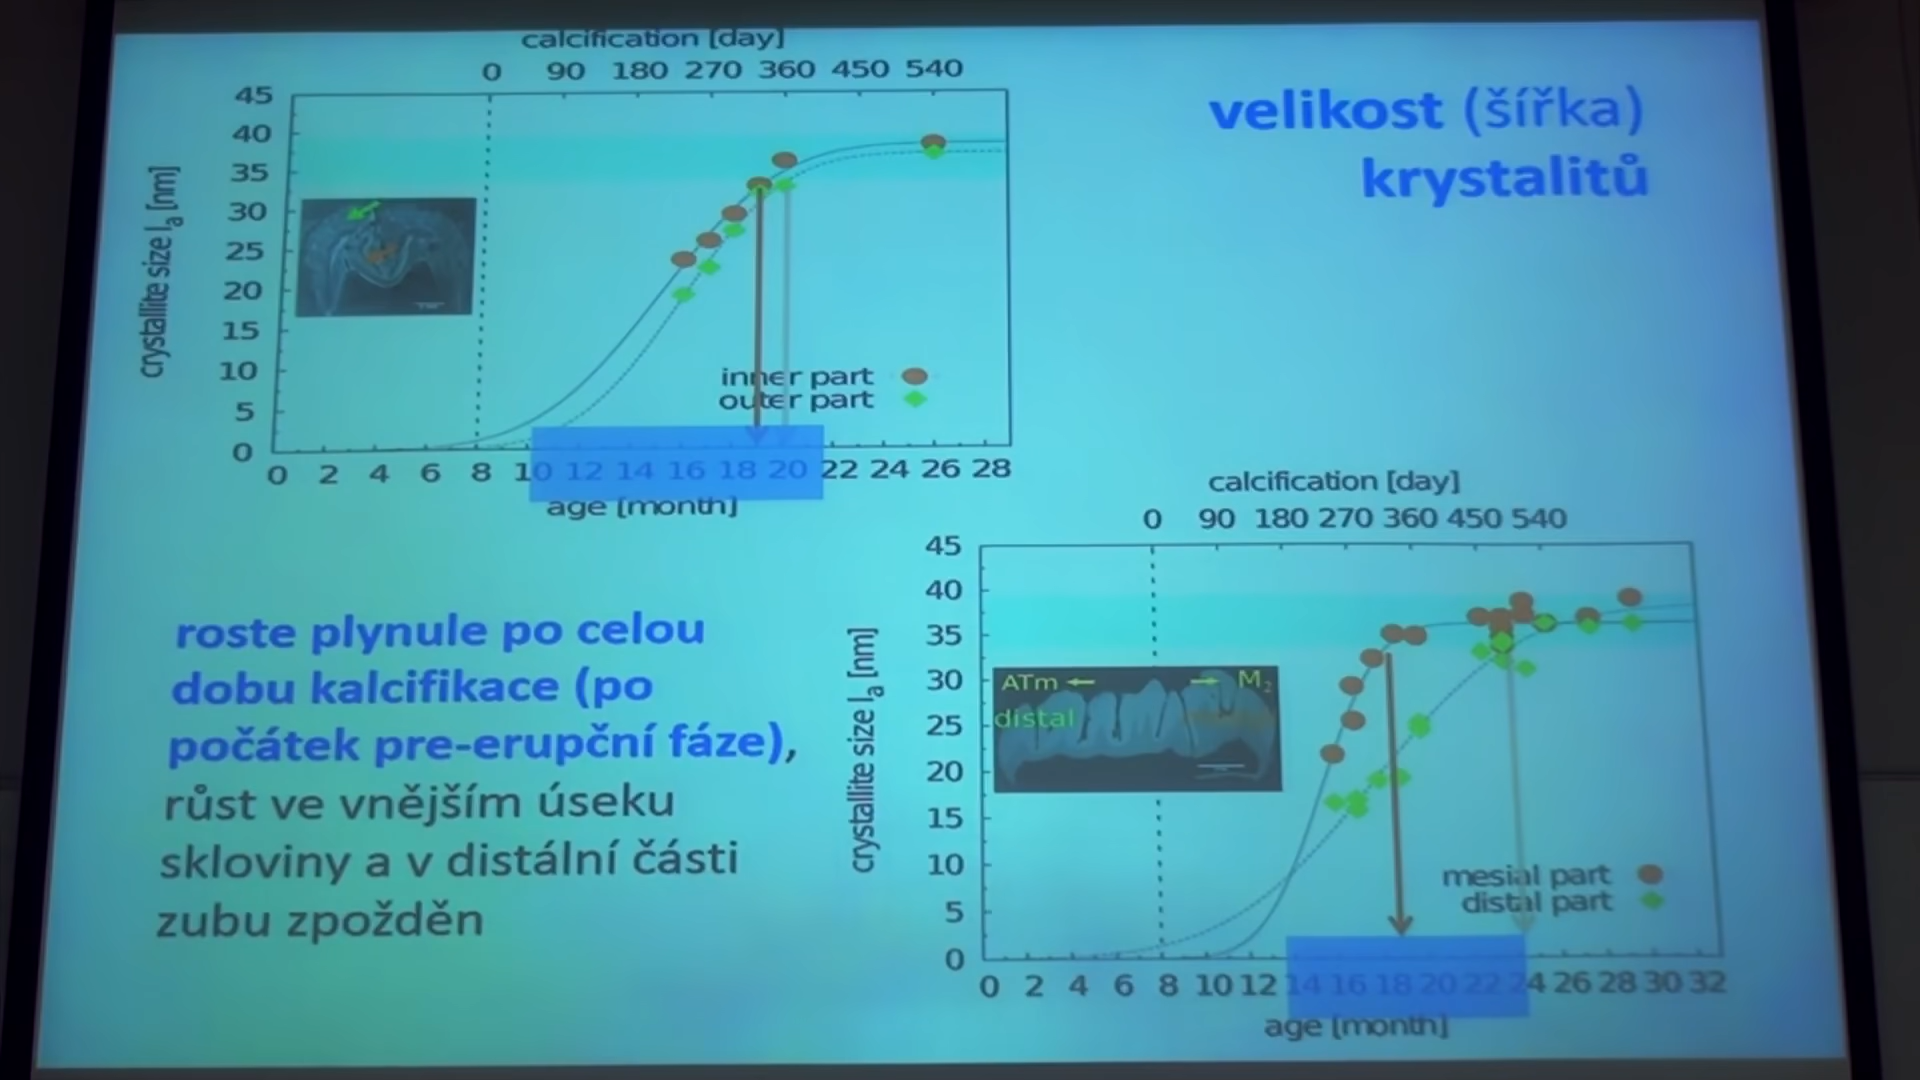 calcification [day]
0 90 180 270 360 450 540
45
40
35
30
25
20
15
10
5
0
crystallite size la [nm]
inner part
outer part
0 2 4 6 8 10 12 14 16 18 20 22 24 26 28
age [month]
velikost (šířka)
krystalitů
roste plynule po celou
dobu kalcifikace (po
počátek pre-erupční fáze),
růst ve vnějším úseku
skloviny a v distální části
zubu zpožděn
calcification [day]
0 90 180 270 360 450 540
45
40
35
30
25
20
15
10
5
0
crystallite size la [nm]
ATm M2
distal
mesial part
distal part
0 2 4 6 8 10 12 14 16 18 20 22 24 26 28 30 32
age [month]